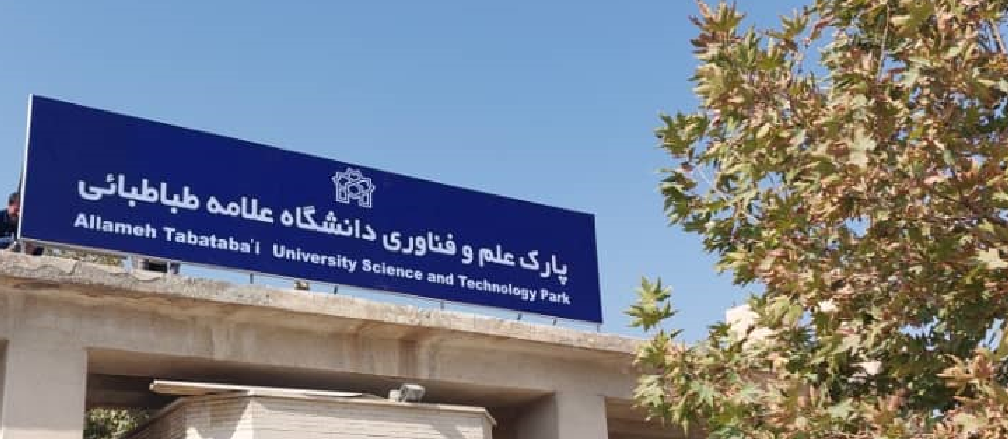 پارک علم و فناوری دانشگاه علامه طباطبائی
Allameh Tabataba'i University Science and Technology Park